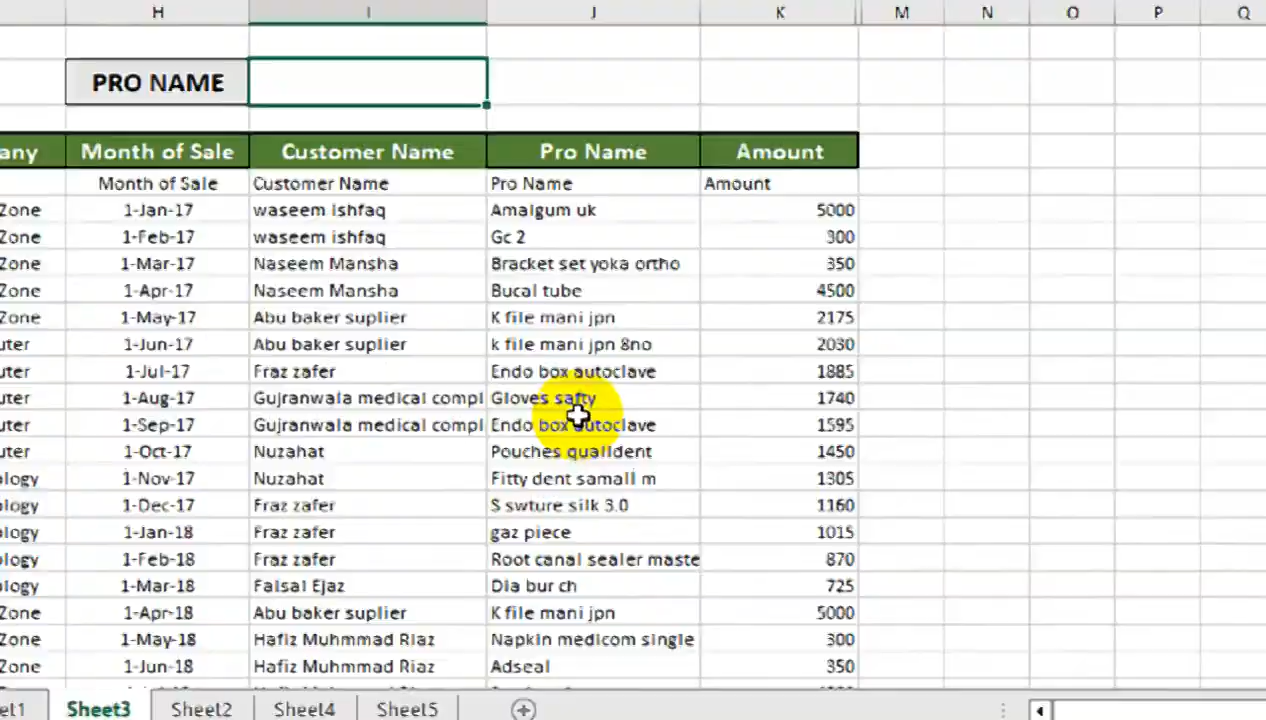 H I J K M N O P Q
PRO NAME
any Month of Sale Customer Name Pro Name Amount
Month of Sale Customer Name Pro Name Amount
Zone 1-Jan-17 waseem ishfaq Amalgum uk 5000
Zone 1-Feb-17 waseem ishfaq Gc 2 300
Zone 1-Mar-17 Naseem Mansha Bracket set yoka ortho 350
Zone 1-Apr-17 Naseem Mansha Bucal tube 4500
Zone 1-May-17 Abu baker suplier K file mani jpn 2175
uter 1-Jun-17 Abu baker suplier k file mani jpn 8no 2030
uter 1-Jul-17 Fraz zafer Endo box autoclave 1885
uter 1-Aug-17 Gujranwala medical compl Gloves safty 1740
uter 1-Sep-17 Gujranwala medical compl Endo box autoclave 1595
uter 1-Oct-17 Nuzahat Pouches qualident 1450
ology 1-Nov-17 Nuzahat Fitty dent samall m 1305
ology 1-Dec-17 Fraz zafer S swture silk 3.0 1160
ology 1-Jan-18 Fraz zafer gaz piece 1015
ology 1-Feb-18 Fraz zafer Root canal sealer maste 870
ology 1-Mar-18 Faisal Ejaz Dia bur ch 725
Zone 1-Apr-18 Abu baker suplier K file mani jpn 5000
Zone 1-May-18 Hafiz Muhmmad Riaz Napkin medicom single 300
Zone 1-Jun-18 Hafiz Muhmmad Riaz Adseal 350
et1 Sheet3 Sheet2 Sheet4 Sheet5